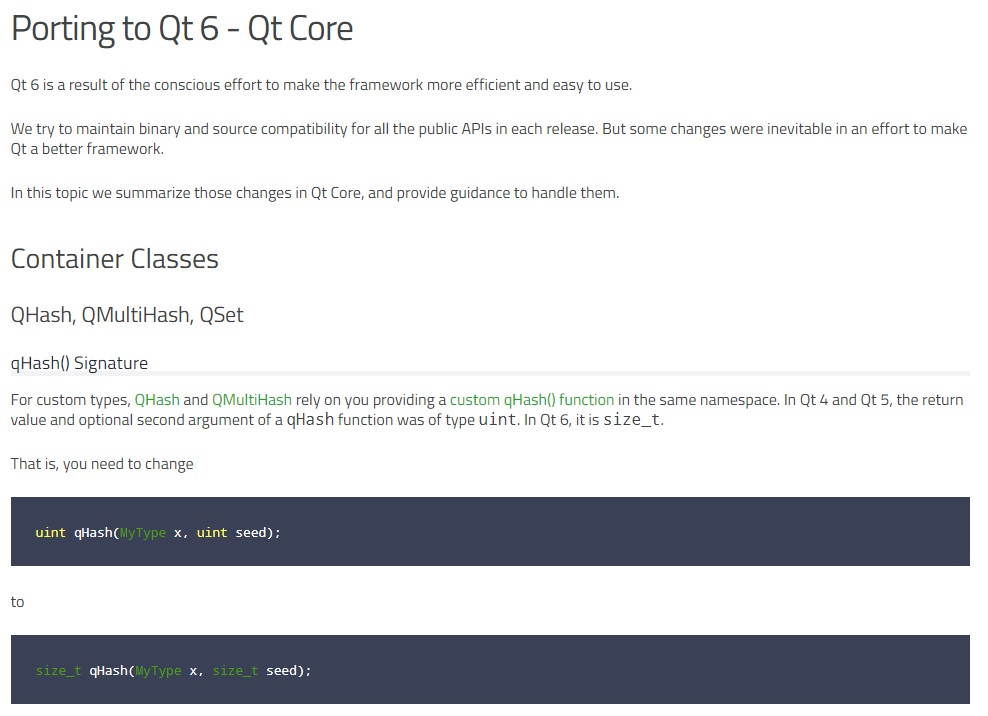 Porting to Qt 6 - Qt Core
Qt 6 is a result of the conscious effort to make the framework more efficient and easy to use.
We try to maintain binary and source compatibility for all the public APIs in each release. But some changes were inevitable in an effort to make
Qt a better framework.
In this topic we summarize those changes in Qt Core, and provide guidance to handle them.
Container Classes
QHash, QMultiHash, QSet
qHash() Signature
For custom types, QHash and QMultiHash rely on you providing a custom qHash() function in the same namespace. In Qt 4 and Qt 5, the return
value and optional second argument of a qHash function was of type uint. In Qt 6, it is size_t.
That is, you need to change
uint qHash(MyType x, uint seed);
to
size_t qHash(MyType x, size_t seed);